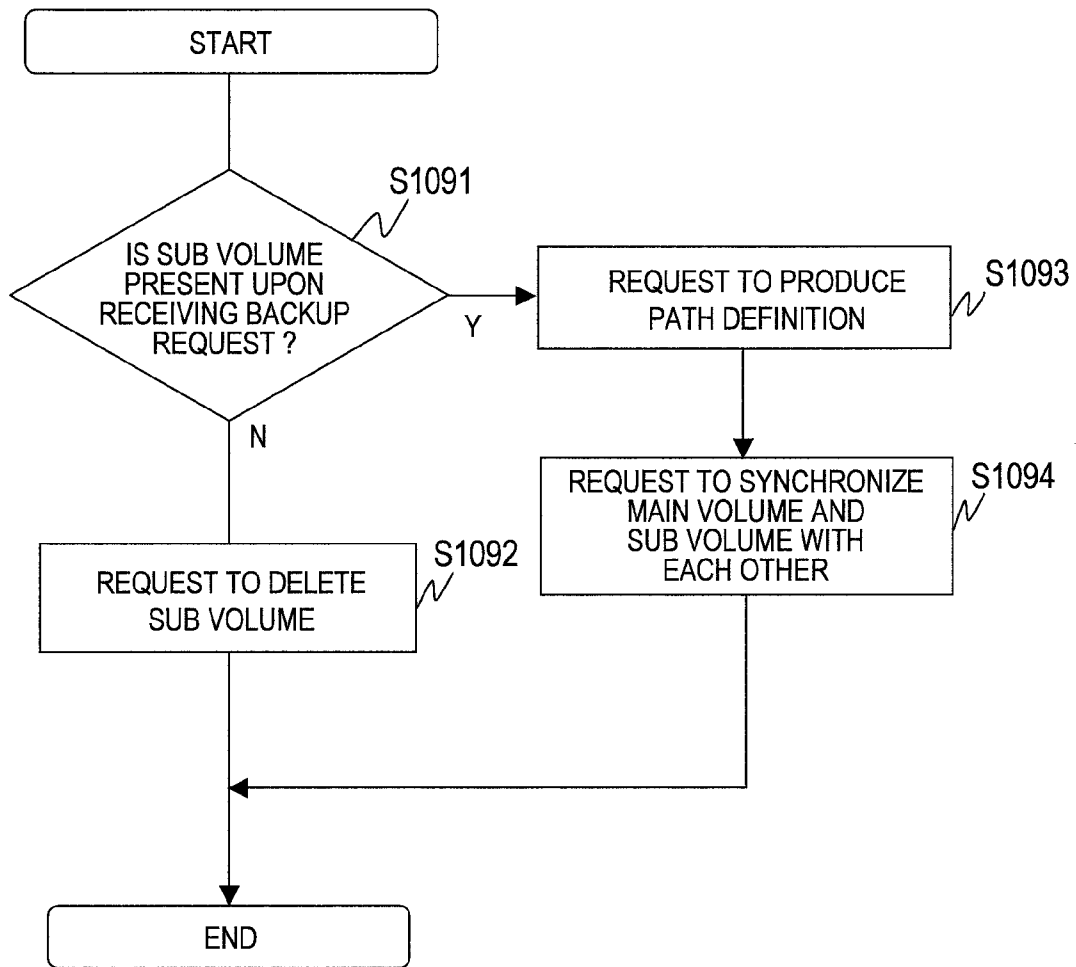 START
S1091
IS SUB VOLUME
PRESENT UPON
RECEIVING BACKUP
REQUEST ?
Y
N
REQUEST TO PRODUCE
PATH DEFINITION
S1093
REQUEST TO SYNCHRONIZE
MAIN VOLUME AND
SUB VOLUME WITH
EACH OTHER
S1094
REQUEST TO DELETE
SUB VOLUME
S1092
END